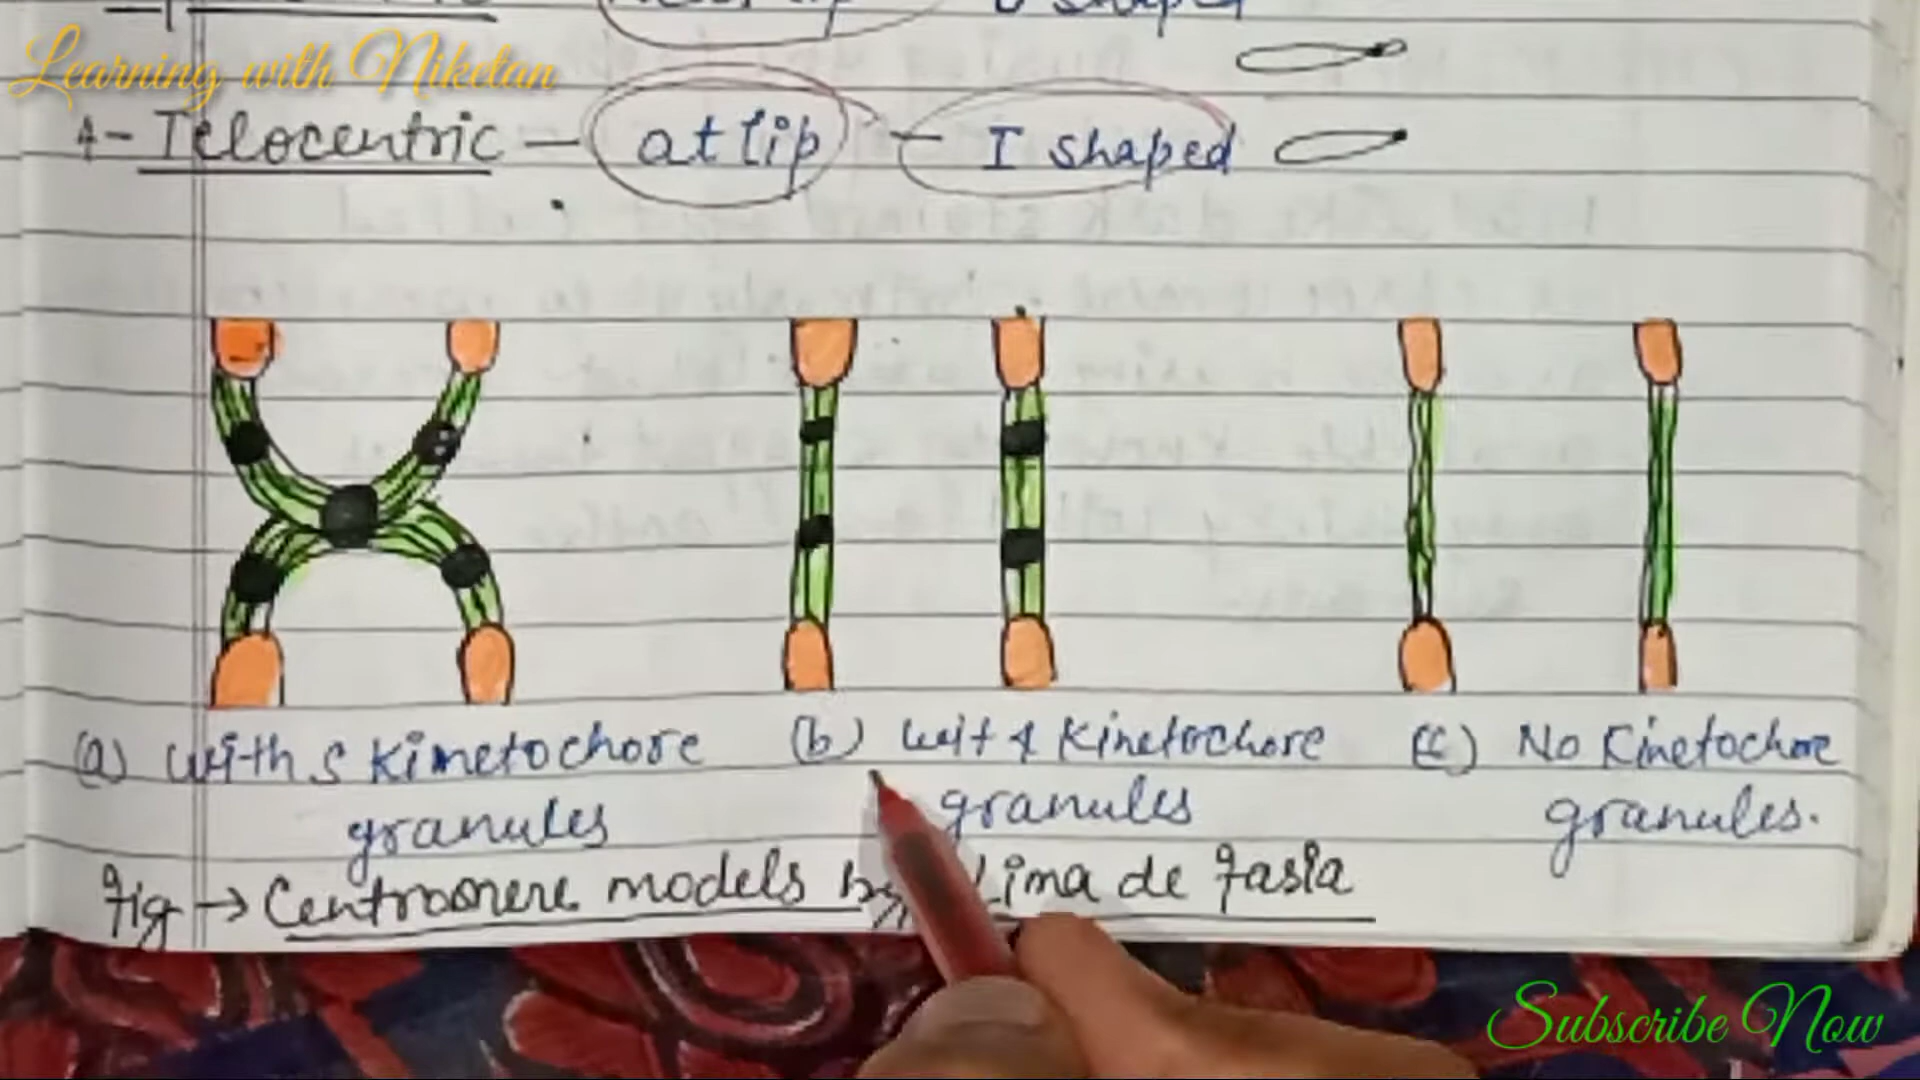 Learning with Niketan
4- Telocentric - at tip - I shaped
(a) with 5 Kinetochore
granules
(b) wit 4 Kinetochore
granules
(c) No Kinetochore
granules.
fig → Centromere models by Lima de fasia
Subscribe Now